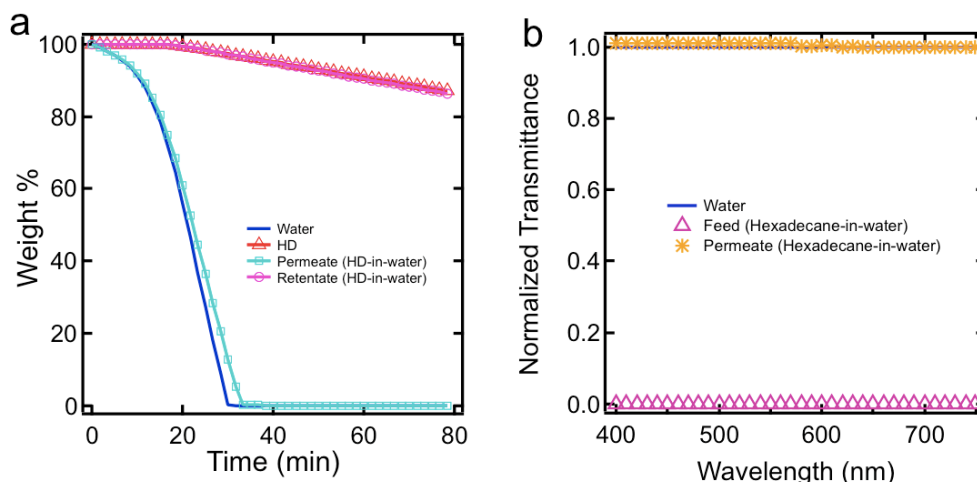 a
100
80
60
40
20
0
Weight %
Water
HD
Permeate (HD-in-water)
Retentate (HD-in-water)
0 20 40 60 80
Time (min)
b
1.0
0.8
0.6
0.4
0.2
0.0
Normalized Transmittance
Water
Feed (Hexadecane-in-water)
Permeate (Hexadecane-in-water)
400 500 600 700
Wavelength (nm)